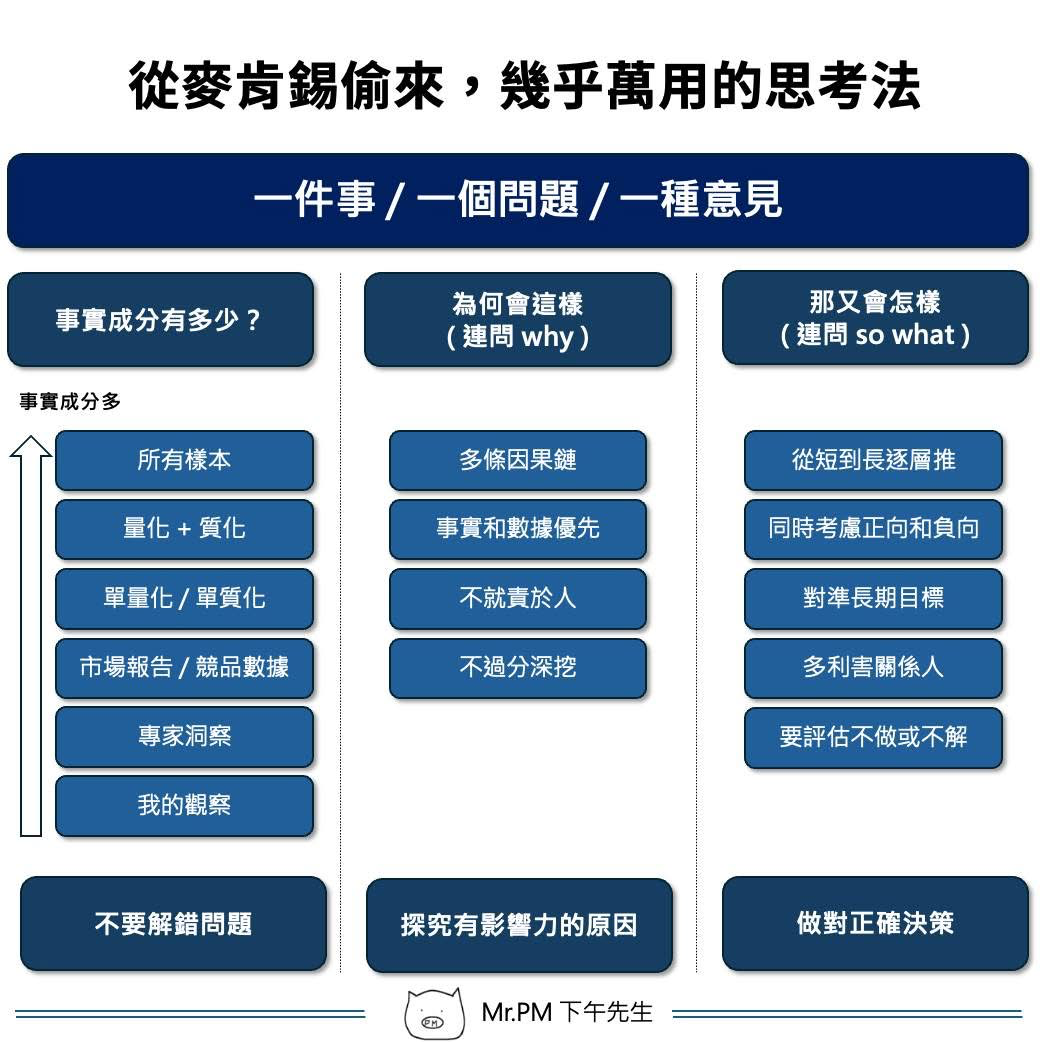 從麥肯錫偷來，幾乎萬用的思考法
一件事 / 一個問題 / 一種意見
事實成分有多少？
事實成分多
所有樣本
量化 + 質化
單量化 / 單質化
市場報告 / 競品數據
專家洞察
我的觀察
不要解錯問題
為何會這樣
( 連問 why )
多條因果鏈
事實和數據優先
不就責於人
不過分深挖
探究有影響力的原因
那又會怎樣
( 連問 so what )
從短到長逐層推
同時考慮正向和負向
對準長期目標
多利害關係人
要評估不做或不解
做對正確決策
PM
Mr.PM 下午先生